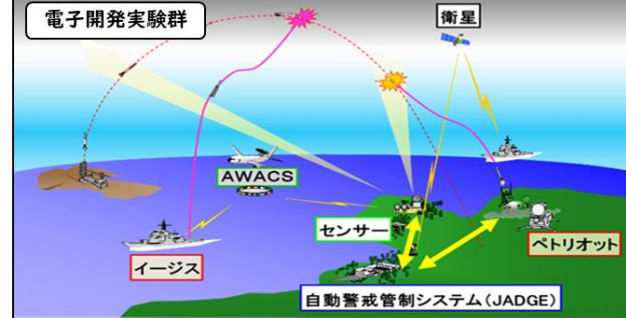 電子開発実験群
衛星
AWACS
センサー
イージス
ペトリオット
自動警戒管制システム(JADGE)